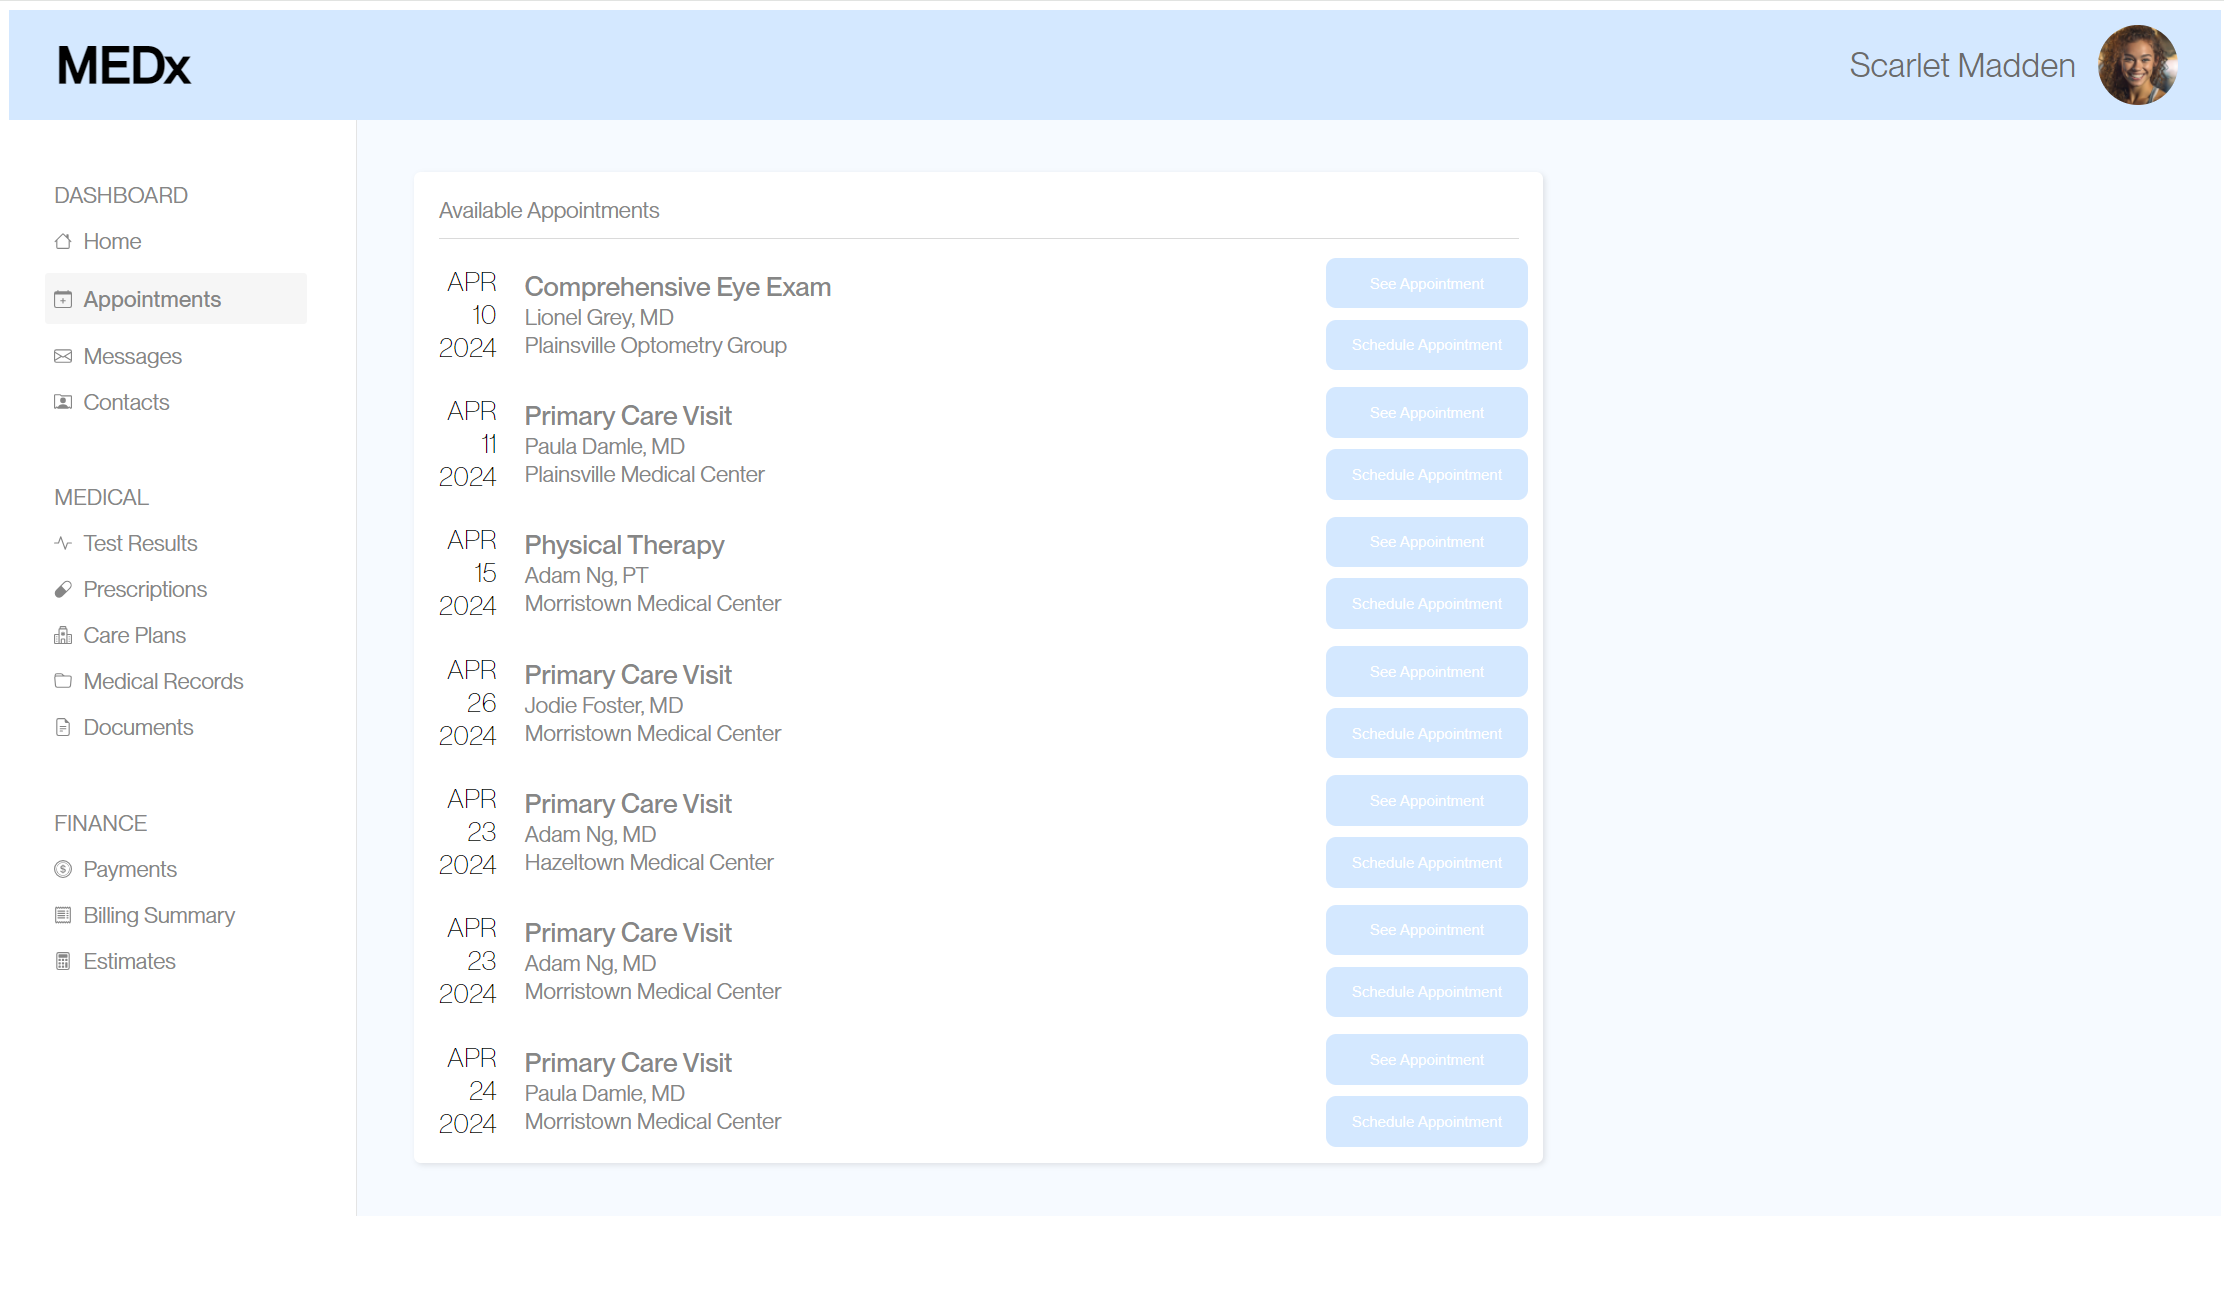 MEDx
Scarlet Madden
DASHBOARD
Home
Appointments
Messages
Contacts
MEDICAL
Test Results
Prescriptions
Care Plans
Medical Records
Documents
FINANCE
Payments
Billing Summary
Estimates
Available Appointments
APR
10
2024
Comprehensive Eye Exam
Lionel Grey, MD
Plainsville Optometry Group
See Appointment
Schedule Appointment
APR
11
2024
Primary Care Visit
Paula Damle, MD
Plainsville Medical Center
See Appointment
Schedule Appointment
APR
15
2024
Physical Therapy
Adam Ng, PT
Morristown Medical Center
See Appointment
Schedule Appointment
APR
26
2024
Primary Care Visit
Jodie Foster, MD
Morristown Medical Center
See Appointment
Schedule Appointment
APR
23
2024
Primary Care Visit
Adam Ng, MD
Hazeltown Medical Center
See Appointment
Schedule Appointment
APR
23
2024
Primary Care Visit
Adam Ng, MD
Morristown Medical Center
See Appointment
Schedule Appointment
APR
24
2024
Primary Care Visit
Paula Damle, MD
Morristown Medical Center
See Appointment
Schedule Appointment